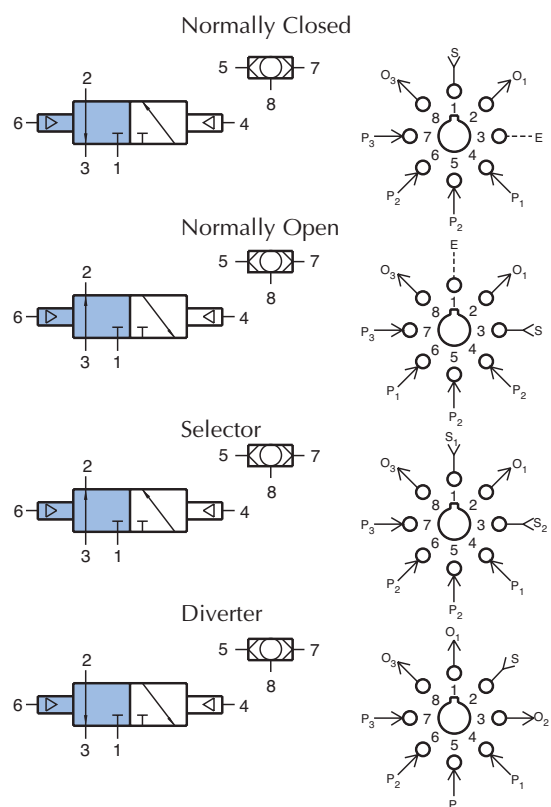 Normally Closed
2
5 7
8
6 4
3 1
S
O3 O1
1
8 2
P3 7 3 E
6 4
5
P2 P1
P2
Normally Open
2
5 7
8
6 4
3 1
E
O3 O1
1
8 2
P3 7 3 S
6 4
5
P1 P2
P2
Selector
2
5 7
8
6 4
3 1
S1
O3 O1
1
8 2
P3 7 3 S2
6 4
5
P2 P1
P2
Diverter
2
5 7
8
6 4
3 1
O1
O3 S
1
8 2
P3 7 3 O2
6 4
5
P2 P1
P